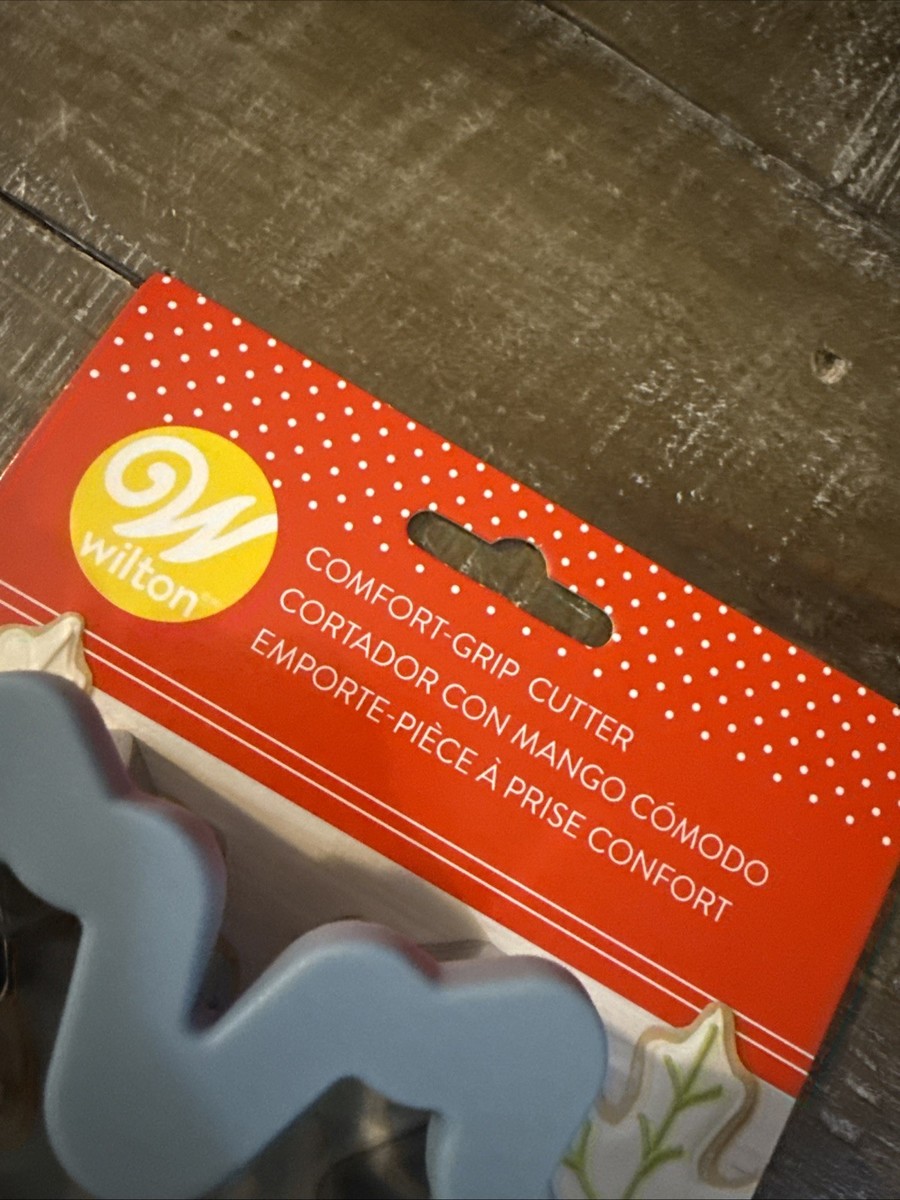 wilton
COMFORT-GRIP CUTTER
CORTADOR CON MANGO CÓMODO
EMPORTE-PIÈCE À PRISE CONFORT